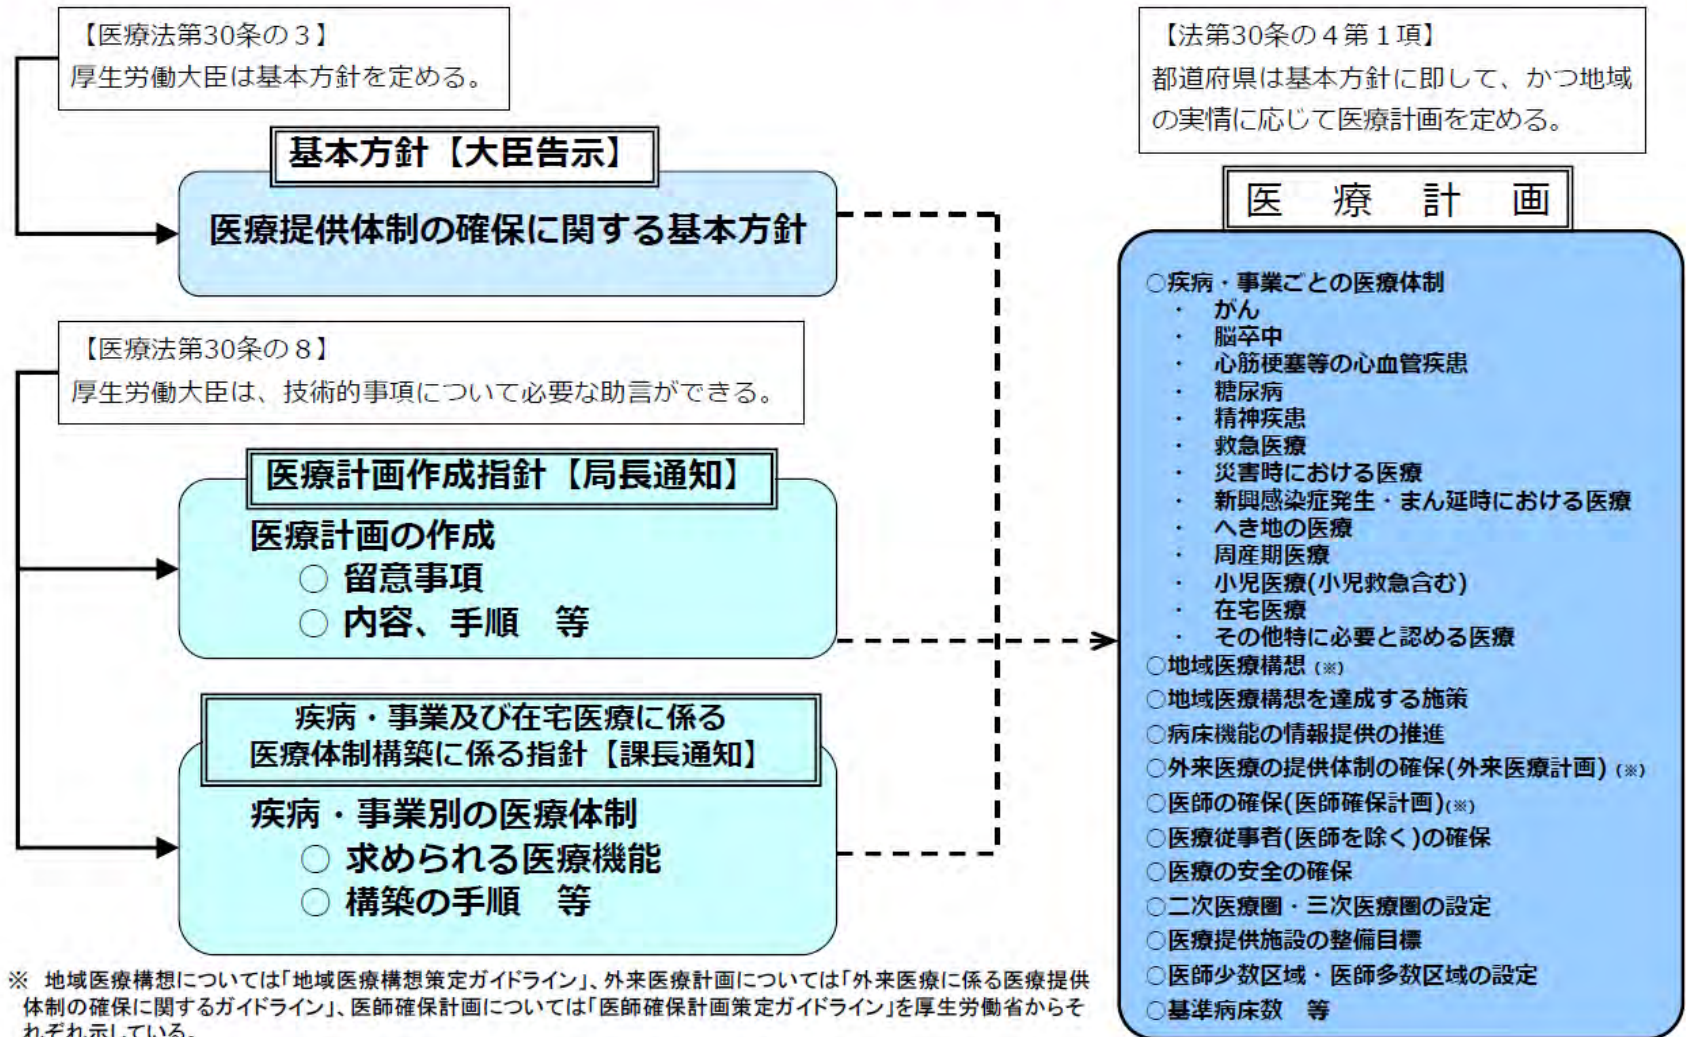 【医療法第30条の3】
厚生労働大臣は基本方針を定める。
基本方針【大臣告示】
医療提供体制の確保に関する基本方針
【医療法第30条の8】
厚生労働大臣は、技術的事項について必要な助言ができる。
医療計画作成指針【局長通知】
医療計画の作成
○ 留意事項
○ 内容、手順　等
疾病・事業及び在宅医療に係る
医療体制構築に係る指針【課長通知】
疾病・事業別の医療体制
○ 求められる医療機能
○ 構築の手順　等
※ 地域医療構想については「地域医療構想策定ガイドライン」、外来医療計画については「外来医療に係る医療提供
体制の確保に関するガイドライン」、医師確保計画については「医師確保計画策定ガイドライン」を厚生労働省からそ
れぞれ示している。
【法第30条の4第1項】
都道府県は基本方針に即して、かつ地域
の実情に応じて医療計画を定める。
医　療　計　画
○疾病・事業ごとの医療体制
・ がん
・ 脳卒中
・ 心筋梗塞等の心血管疾患
・ 糖尿病
・ 精神疾患
・ 救急医療
・ 災害時における医療
・ 新興感染症発生・まん延時における医療
・ へき地の医療
・ 周産期医療
・ 小児医療(小児救急含む)
・ 在宅医療
・ その他特に必要と認める医療
○地域医療構想（※）
○地域医療構想を達成する施策
○病床機能の情報提供の推進
○外来医療の提供体制の確保(外来医療計画)（※）
○医師の確保(医師確保計画)(※)
○医療従事者(医師を除く)の確保
○医療の安全の確保
○二次医療圏・三次医療圏の設定
○医療提供施設の整備目標
○医師少数区域・医師多数区域の設定
○基準病床数　等